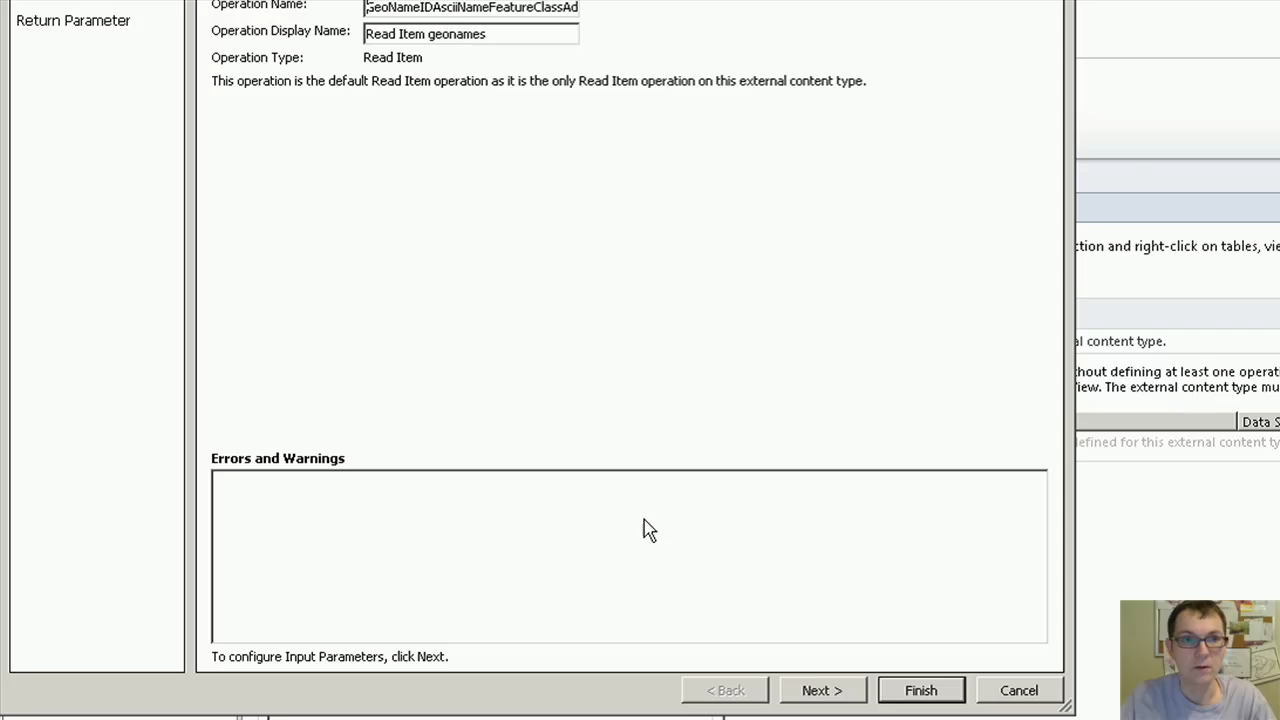 Return Parameter
Operation Name:
GeoNameIDAsciiNameFeatureClassAd
Operation Display Name:
Read Item geonames
Operation Type:
Read Item
This operation is the default Read Item operation as it is the only Read Item operation on this external content type.
ction and right-click on tables, vie
al content type.
hout defining at least one operati
View. The external content type mu
Data S
efined for this external content ty
Errors and Warnings
To configure Input Parameters, click Next.
< Back
Next >
Finish
Cancel